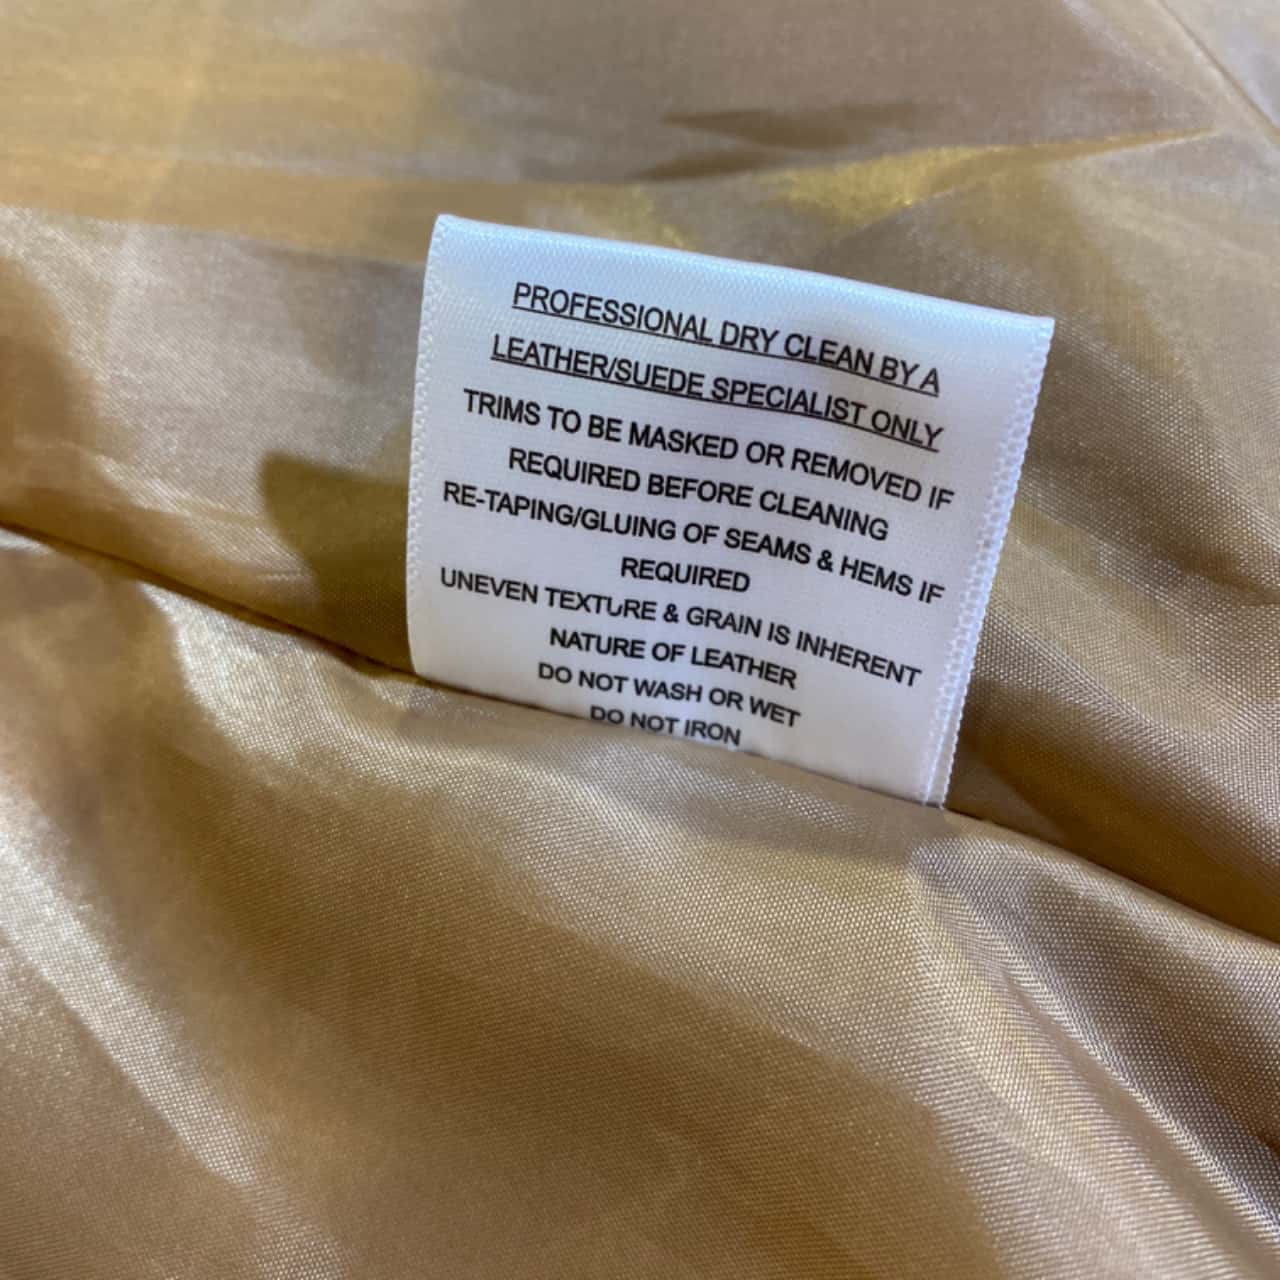 PROFESSIONAL DRY CLEAN BY A
LEATHER/SUEDE SPECIALIST ONLY
TRIMS TO BE MASKED OR REMOVED IF
REQUIRED BEFORE CLEANING
RE-TAPING/GLUING OF SEAMS & HEMS IF
REQUIRED
UNEVEN TEXTURE & GRAIN IS INHERENT
NATURE OF LEATHER
DO NOT WASH OR WET
DO NOT IRON